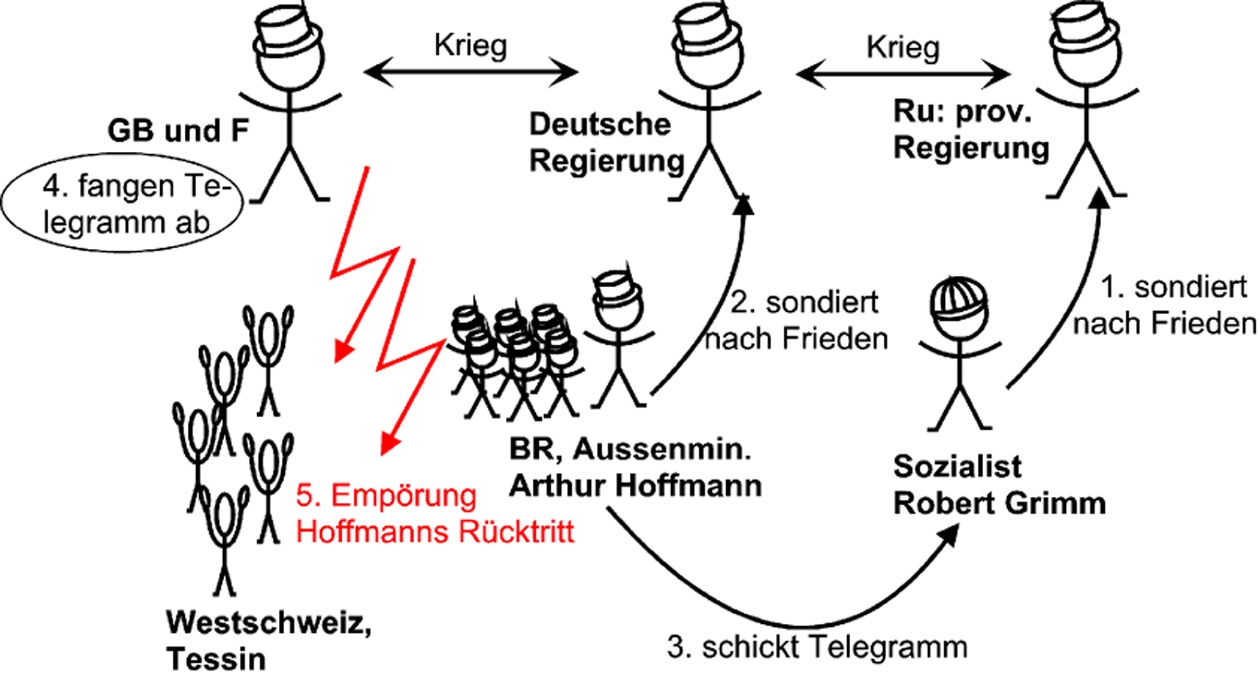 Krieg
Krieg
GB und F
Deutsche
Regierung
Ru: prov.
Regierung
4. fangen Te-
legramm ab
1. sondiert
nach Frieden
2. sondiert
nach Frieden
BR, Aussenmin.
Arthur Hoffmann
Sozialist
Robert Grimm
5. Empörung
Hoffmanns Rücktritt
Westschweiz,
Tessin
3. schickt Telegramm